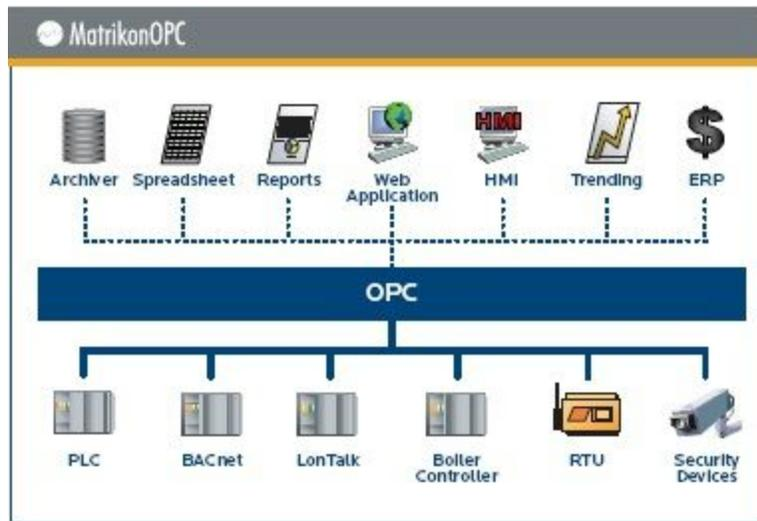 MatrikonOPC
Archiver
Spreadsheet
Reports
Web
Application
HMI
HMI
Trending
ERP
OPC
PLC
BACnet
LonTalk
Boiler
Controller
RTU
Security
Devices